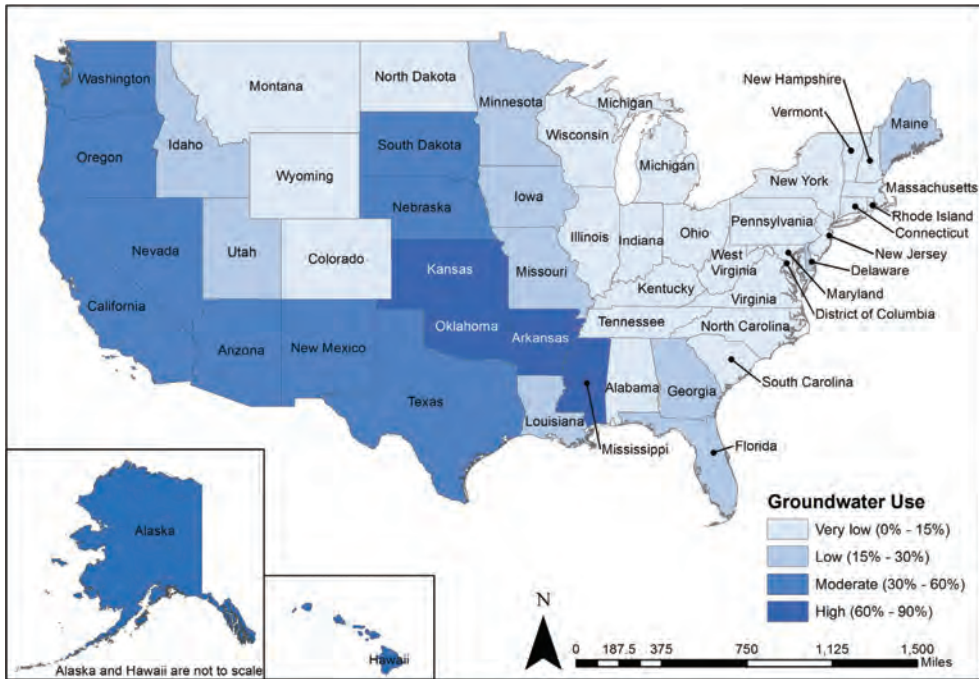 Washington
Montana
North Dakota
Minnesota
Michigan
New Hampshire
Vermont
Maine
Oregon
Idaho
Wyoming
South Dakota
Wisconsin
Michigan
New York
Massachusetts
Rhode Island
Connecticut
Nebraska
Iowa
Pennsylvania
Nevada
Utah
Colorado
Illinois
Indiana
Ohio
New Jersey
Delaware
West
Virginia
Maryland
District of Columbia
California
Kansas
Missouri
Kentucky
Virginia
Tennessee
North Carolina
Arizona
New Mexico
Oklahoma
Arkansas
South Carolina
Alabama
Georgia
Texas
Louisiana
Mississippi
Florida
Alaska
Hawaii
Alaska and Hawaii are not to scale
Groundwater Use
Very low (0% - 15%)
Low (15% - 30%)
Moderate (30% - 60%)
High (60% - 90%)
N
0 187.5 375 750 1,125 1,500
Miles